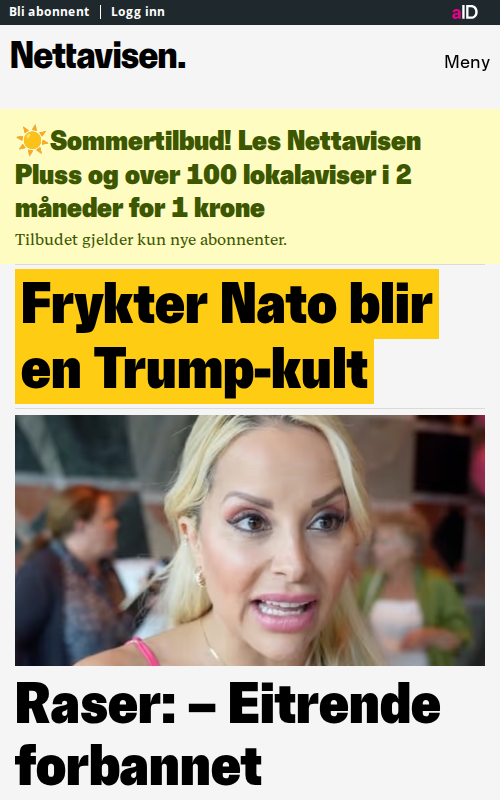 Bli abonnent | Logg inn
aID
Nettavisen.
Meny
☀️Sommertilbud! Les Nettavisen
Pluss og over 100 lokalaviser i 2
måneder for 1 krone
Tilbudet gjelder kun nye abonnenter.
Frykter Nato blir
en Trump-kult
Raser: – Eitrende
forbannet